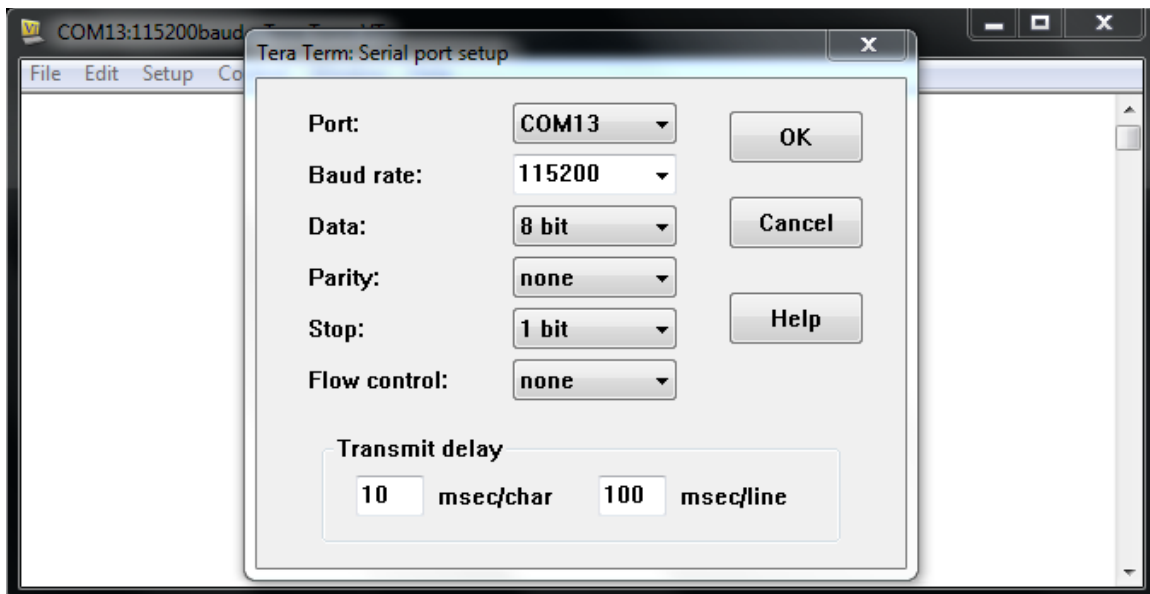 COM13:115200baud
Tera Term: Serial port setup
File Edit Setup
Port: COM13
OK
Baud rate: 115200
Data: 8 bit
Cancel
Parity: none
Stop: 1 bit
Help
Flow control: none
Transmit delay
10 msec/char 100 msec/line